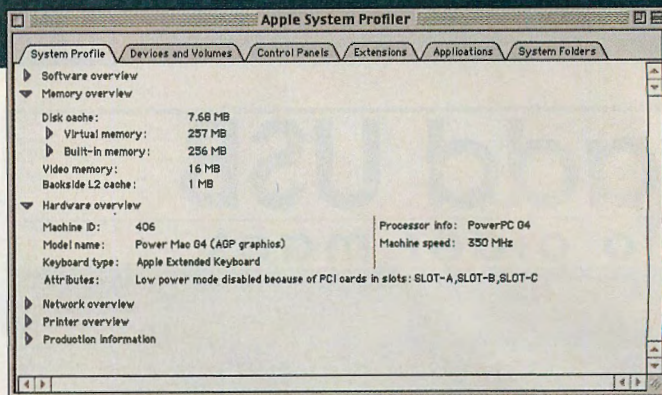 Apple System Profiler
System Profile Devices and Volumes Control Panels Extensions Applications System Folders
Software overview
Memory overview
Disk cache: 7.68 MB
Virtual memory: 257 MB
Built-in memory: 256 MB
Video memory: 16 MB
Backside L2 cache: 1 MB
Hardware overview
Machine ID: 406 Processor info: PowerPC G4
Model name: Power Mac G4 (AGP graphics) Machine speed: 350 MHz
Keyboard type: Apple Extended Keyboard
Attributes: Low power mode disabled because of PCI cards in slots: SLOT-A,SLOT-B,SLOT-C
Network overview
Printer overview
Production information